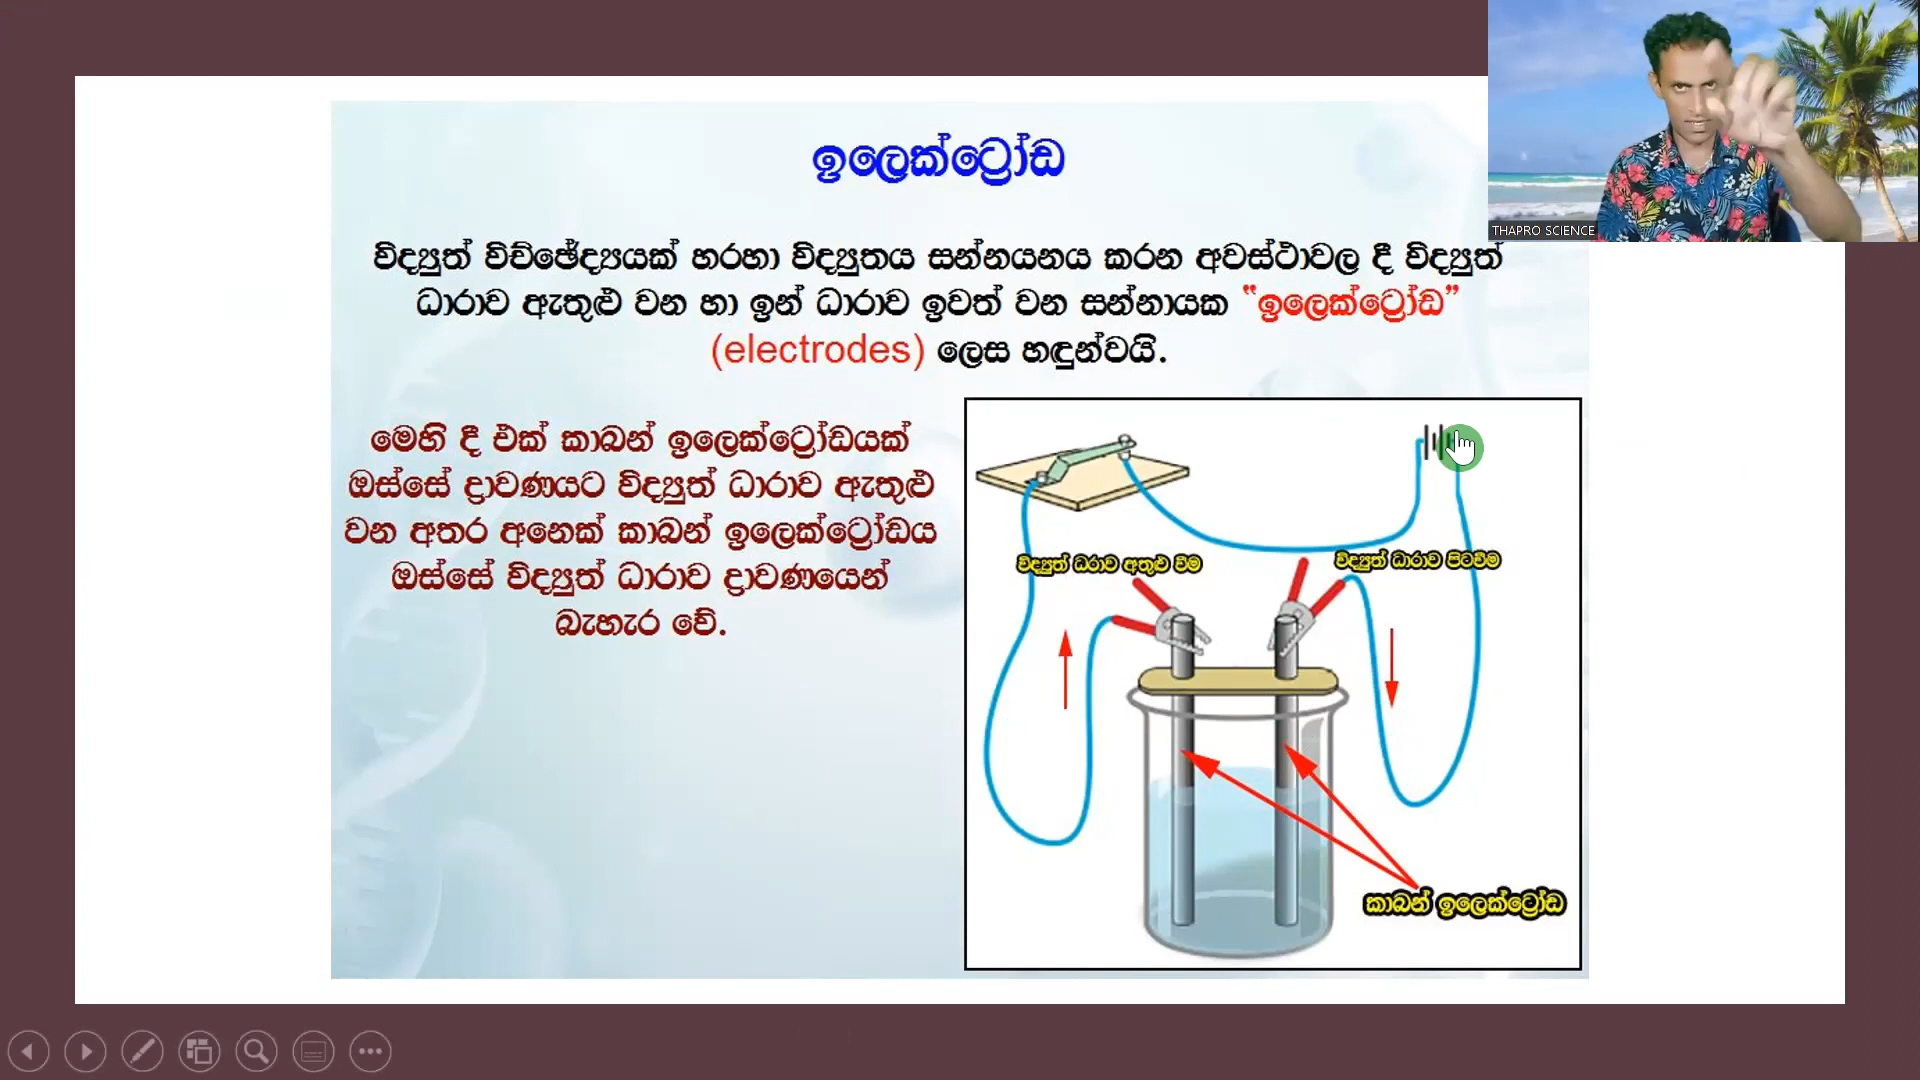 ඉලෙක්ට්‍රෝඩ
විද්‍යුත් විච්ඡේද්‍යයක් හරහා විද්‍යුතය සන්නයනය කරන අවස්ථාවල දී විද්‍යුත්
ධාරාව ඇතුළු වන හා ඉන් ධාරාව ඉවත් වන සන්නායක “ඉලෙක්ට්‍රෝඩ”
(electrodes) ලෙස හඳුන්වයි.
මෙහි දී එක් කාබන් ඉලෙක්ට්‍රෝඩයක්
ඔස්සේ ද්‍රාවණයට විද්‍යුත් ධාරාව ඇතුළු
වන අතර අනෙක් කාබන් ඉලෙක්ට්‍රෝඩය
ඔස්සේ විද්‍යුත් ධාරාව ද්‍රාවණයෙන්
බැහැර වේ.
විද්‍යුත් ධරාව අතුළු වීම
විද්‍යුත් ධාරාව පිටවීම
කාබන් ඉලෙක්ට්‍රෝඩ
THAPRO SCIENCE